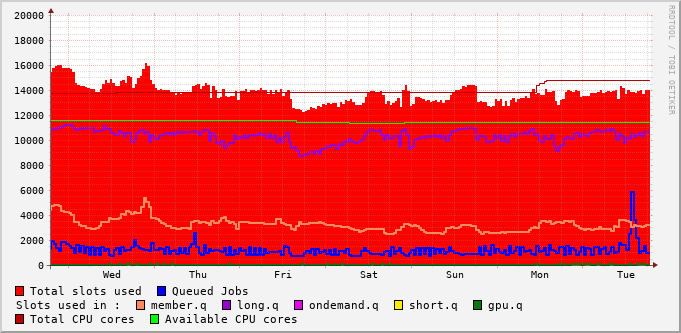 20000
18000
16000
14000
12000
10000
8000
6000
4000
2000
0
Wed Thu Fri Sat Sun Mon Tue
RRDTOOL / TOBI OETIKER
Total slots used Queued Jobs
Slots used in : member.q long.q ondemand.q short.q gpu.q
Total CPU cores Available CPU cores